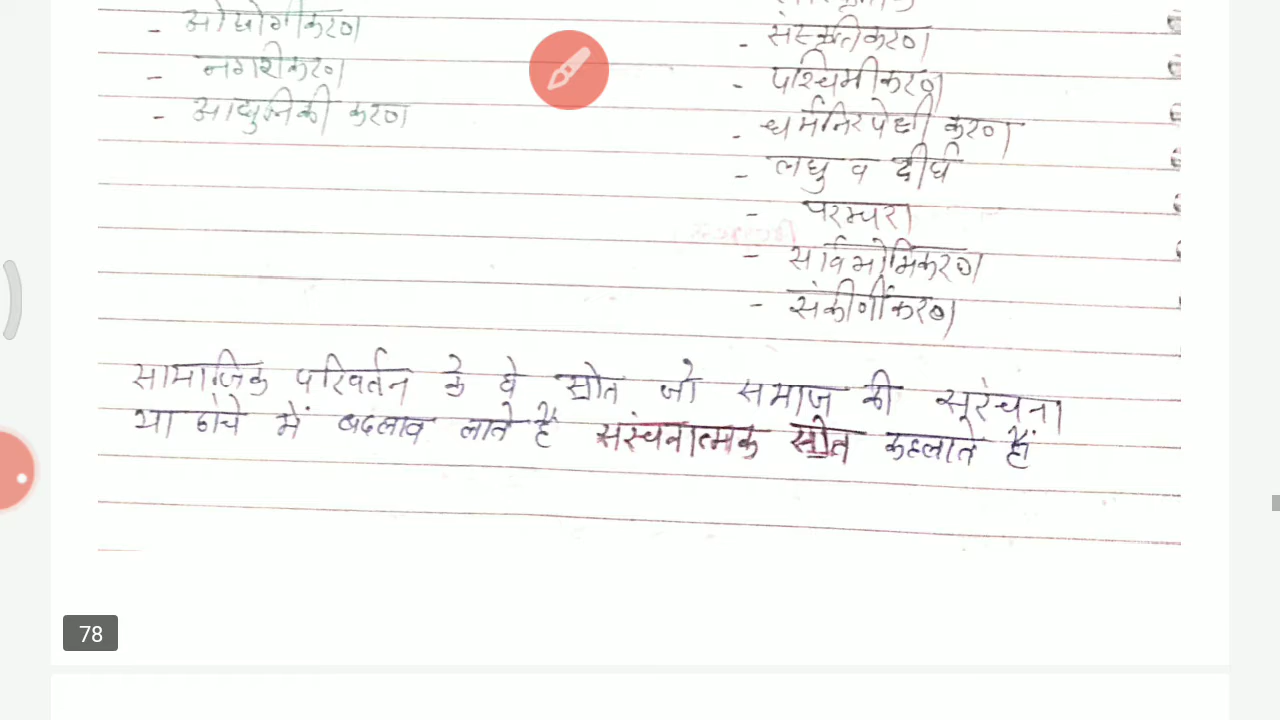 - औद्योगीकरण
- नगरीकरण
- आधुनिकीकरण
- संस्कृतिकरण
- पश्चिमीकरण
- धर्मनिरपेक्षीकरण
- लघु व दीर्घ
- परम्परा
- सार्वभौमिकरण
- संकीर्णीकरण
सामाजिक परिवर्तन के वे स्रोत जो समाज की सूरंचना
या ढांचे में बदलाव लाते हैं संरचनात्मक स्रोत कहलाते हैं
78